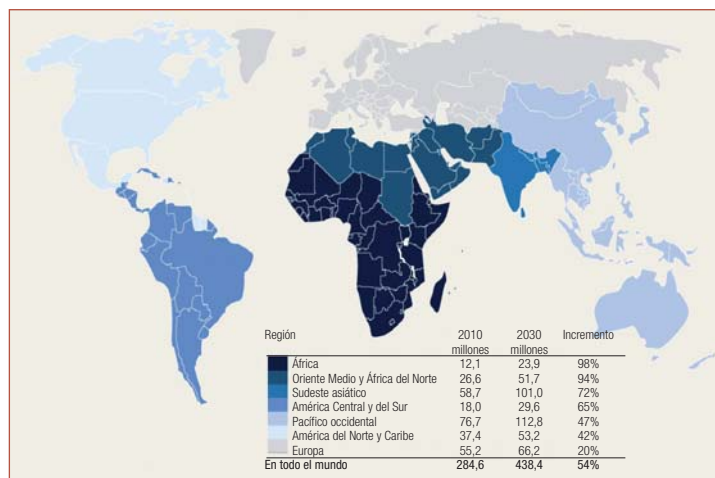 Región 2010 2030 Incremento
millones millones
África 12,1 23,9 98%
Oriente Medio y África del Norte 26,6 51,7 94%
Sudeste asiático 58,7 101,0 72%
América Central y del Sur 18,0 29,6 65%
Pacífico occidental 76,7 112,8 47%
América del Norte y Caribe 37,4 53,2 42%
Europa 55,2 66,2 20%
En todo el mundo 284,6 438,4 54%